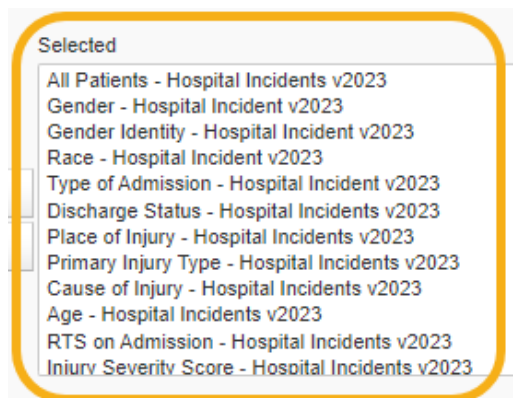 Selected
All Patients - Hospital Incidents v2023
Gender - Hospital Incident v2023
Gender Identity - Hospital Incident v2023
Race - Hospital Incident v2023
Type of Admission - Hospital Incident v2023
Discharge Status - Hospital Incidents v2023
Place of Injury - Hospital Incidents v2023
Primary Injury Type - Hospital Incidents v2023
Cause of Injury - Hospital Incidents v2023
Age - Hospital Incidents v2023
RTS on Admission - Hospital Incidents v2023
Injury Severity Score - Hospital Incidents v2023